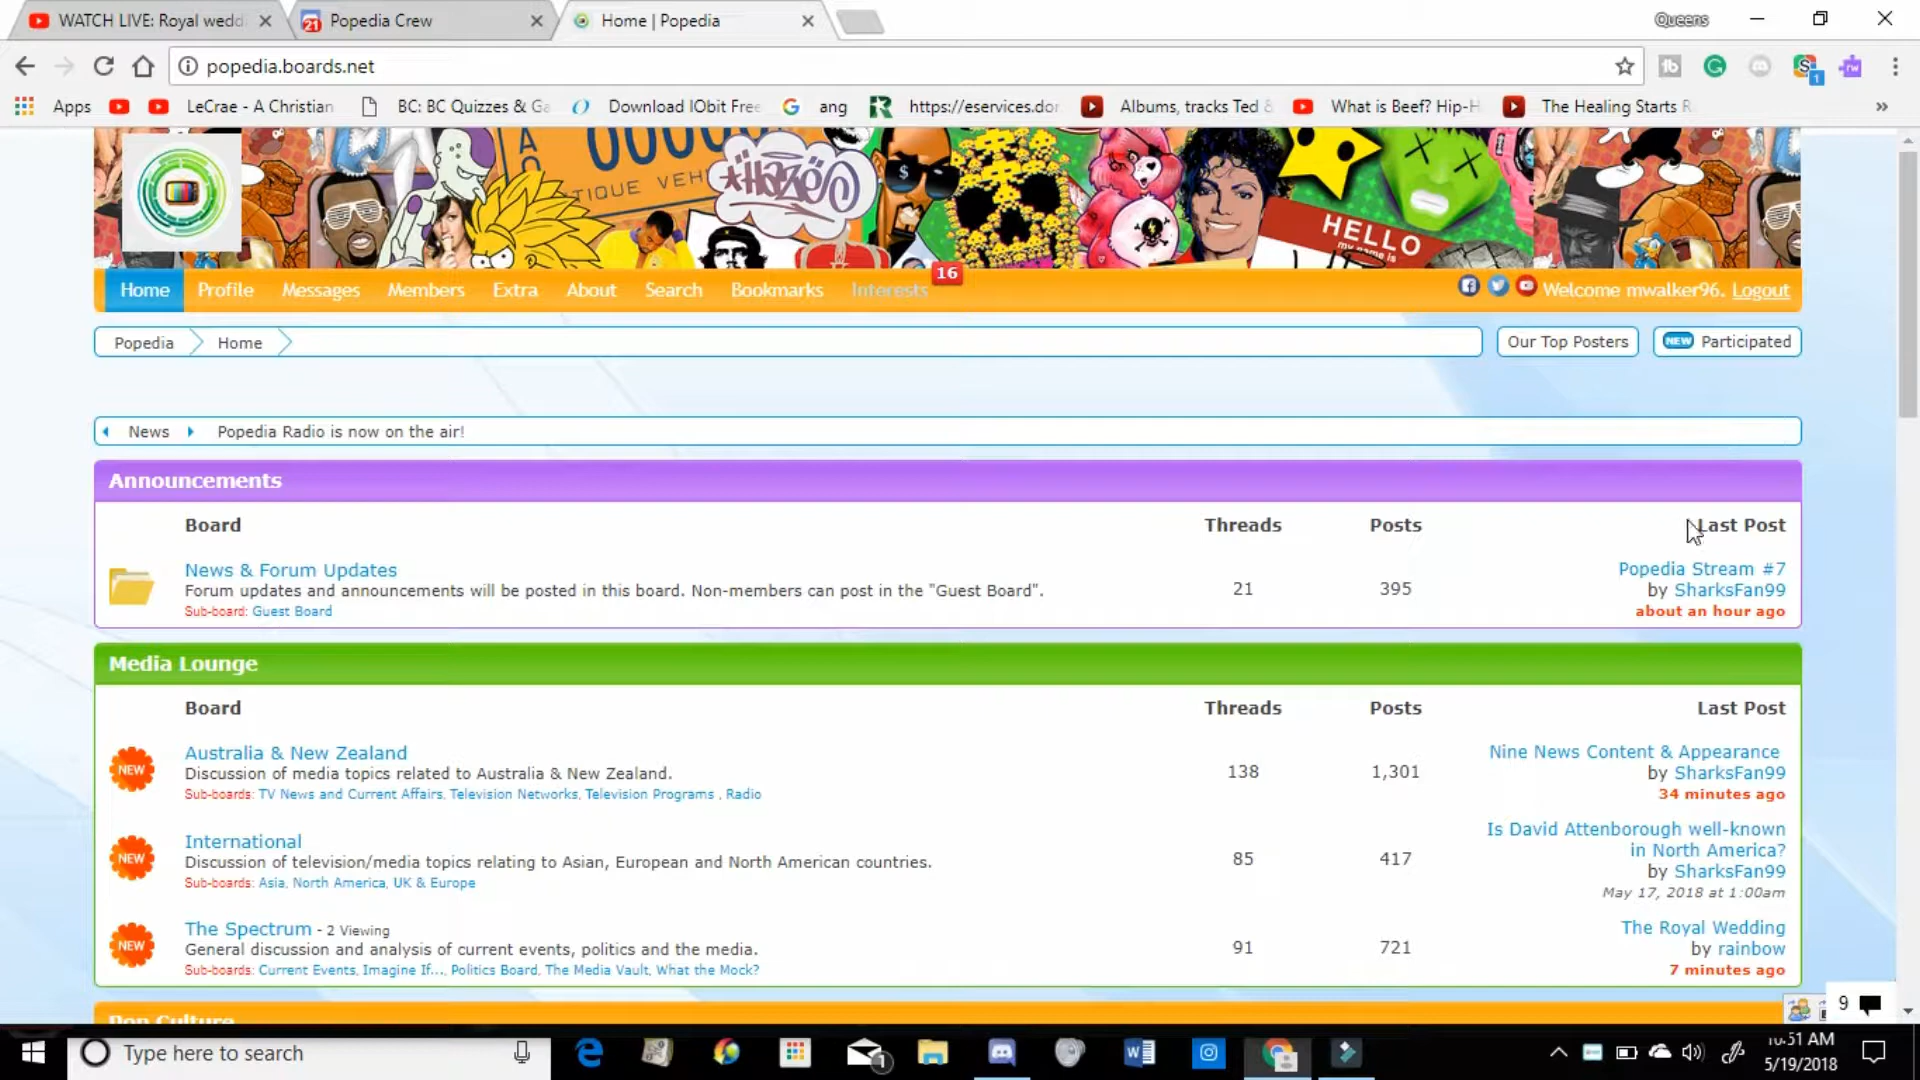 WATCH LIVE: Royal wedd
21 Popedia Crew
Home | Popedia
Queens
popedia.boards.net
Apps
LeCrae - A Christian
BC: BC Quizzes & Ga
Download IObit Free
ang
https://eservices.dor
Albums, tracks Ted &
What is Beef? Hip-H
The Healing Starts R
HELLO
my name is
Home Profile Messages Members Extra About Search Bookmarks Interests 16
Welcome mwalker96. Logout
Popedia Home
Our Top Posters
NEW Participated
News Popedia Radio is now on the air!
Announcements
Board Threads Posts Last Post
News & Forum Updates
Forum updates and announcements will be posted in this board. Non-members can post in the "Guest Board".
Sub-board: Guest Board
21 395
Popedia Stream #7
by SharksFan99
about an hour ago
Media Lounge
Board Threads Posts Last Post
NEW
Australia & New Zealand
Discussion of media topics related to Australia & New Zealand.
Sub-boards: TV News and Current Affairs, Television Networks, Television Programs , Radio
138 1,301
Nine News Content & Appearance
by SharksFan99
34 minutes ago
NEW
International
Discussion of television/media topics relating to Asian, European and North American countries.
Sub-boards: Asia, North America, UK & Europe
85 417
Is David Attenborough well-known
in North America?
by SharksFan99
May 17, 2018 at 1:00am
NEW
The Spectrum - 2 Viewing
General discussion and analysis of current events, politics and the media.
Sub-boards: Current Events, Imagine If..., Politics Board, The Media Vault, What the Mock?
91 721
The Royal Wedding
by rainbow
7 minutes ago
Pop Culture
9
Type here to search
1
10:51 AM
5/19/2018